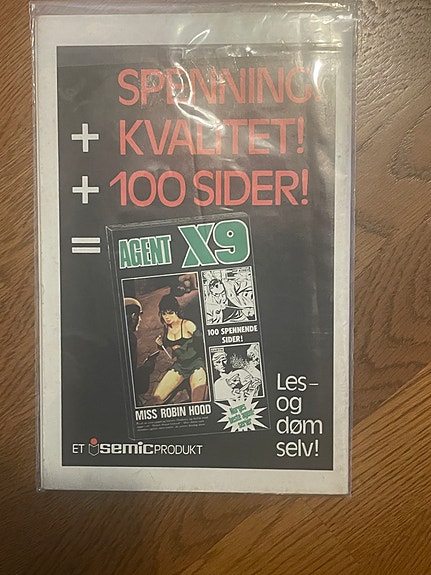 SPENNING!
+ KVALITET!
+ 100 SIDER!
=
AGENT X9
100 SPENNENDE
SIDER!
MISS ROBIN HOOD
Les–
og
døm
selv!
ET semic PRODUKT